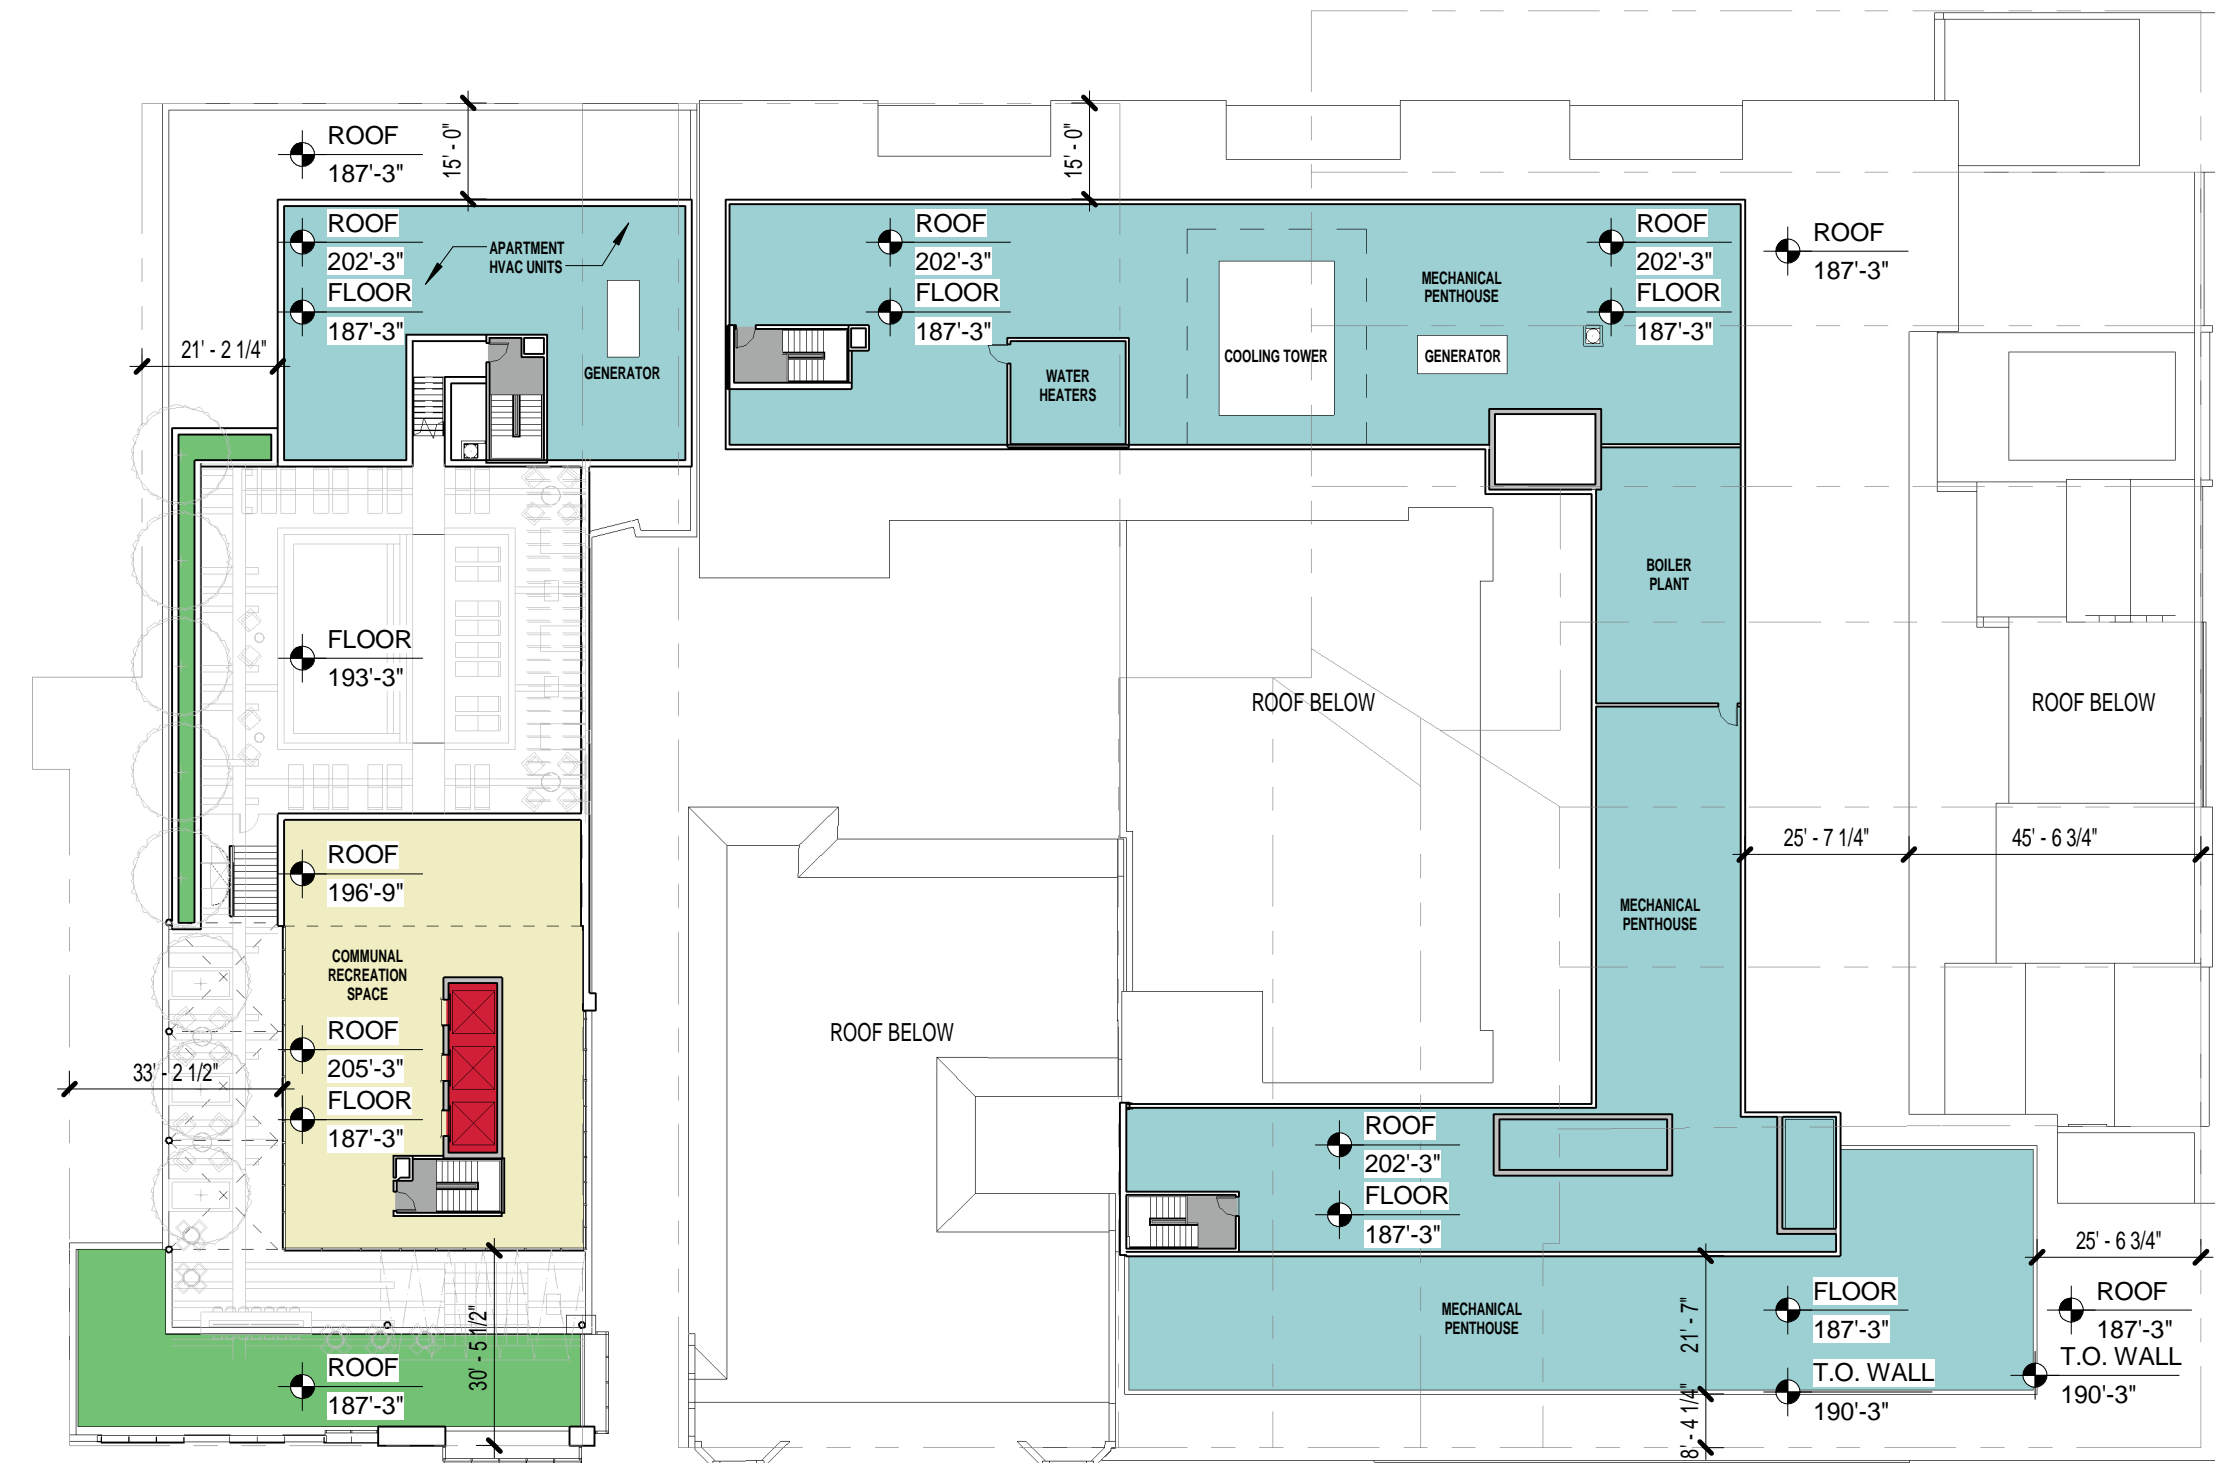 ROOF
187'-3"
15' - 0"
15' - 0"
ROOF
202'-3"
FLOOR
187'-3"
APARTMENT
HVAC UNITS
GENERATOR
21' - 2 1/4"
ROOF
202'-3"
FLOOR
187'-3"
WATER
HEATERS
COOLING TOWER
MECHANICAL
PENTHOUSE
GENERATOR
ROOF
202'-3"
FLOOR
187'-3"
ROOF
187'-3"
BOILER
PLANT
FLOOR
193'-3"
ROOF BELOW
ROOF BELOW
ROOF
196'-9"
25' - 7 1/4"
45' - 6 3/4"
MECHANICAL
PENTHOUSE
COMMUNAL
RECREATION
SPACE
ROOF
205'-3"
FLOOR
187'-3"
33' - 2 1/2"
ROOF BELOW
ROOF
202'-3"
FLOOR
187'-3"
25' - 6 3/4"
30' - 5 1/2"
MECHANICAL
PENTHOUSE
21' - 7"
FLOOR
187'-3"
T.O. WALL
190'-3"
ROOF
187'-3"
T.O. WALL
190'-3"
ROOF
187'-3"
8' - 4 1/4"